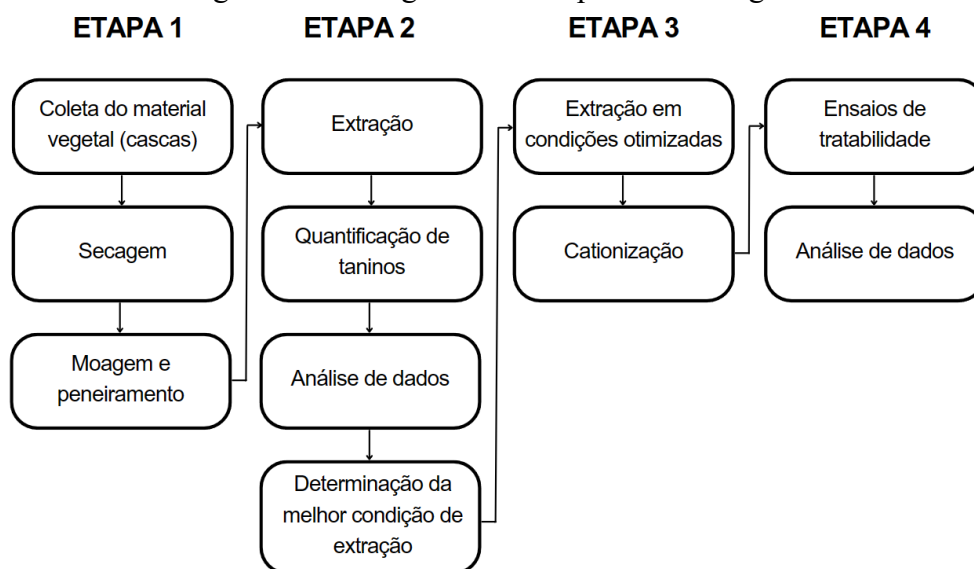 ETAPA 1
Coleta do material
vegetal (cascas)
Secagem
Moagem e
peneiramento
ETAPA 2
Extração
Quantificação de
taninos
Análise de dados
Determinação da
melhor condição de
extração
ETAPA 3
Extração em
condições otimizadas
Cationização
ETAPA 4
Ensaios de
tratabilidade
Análise de dados